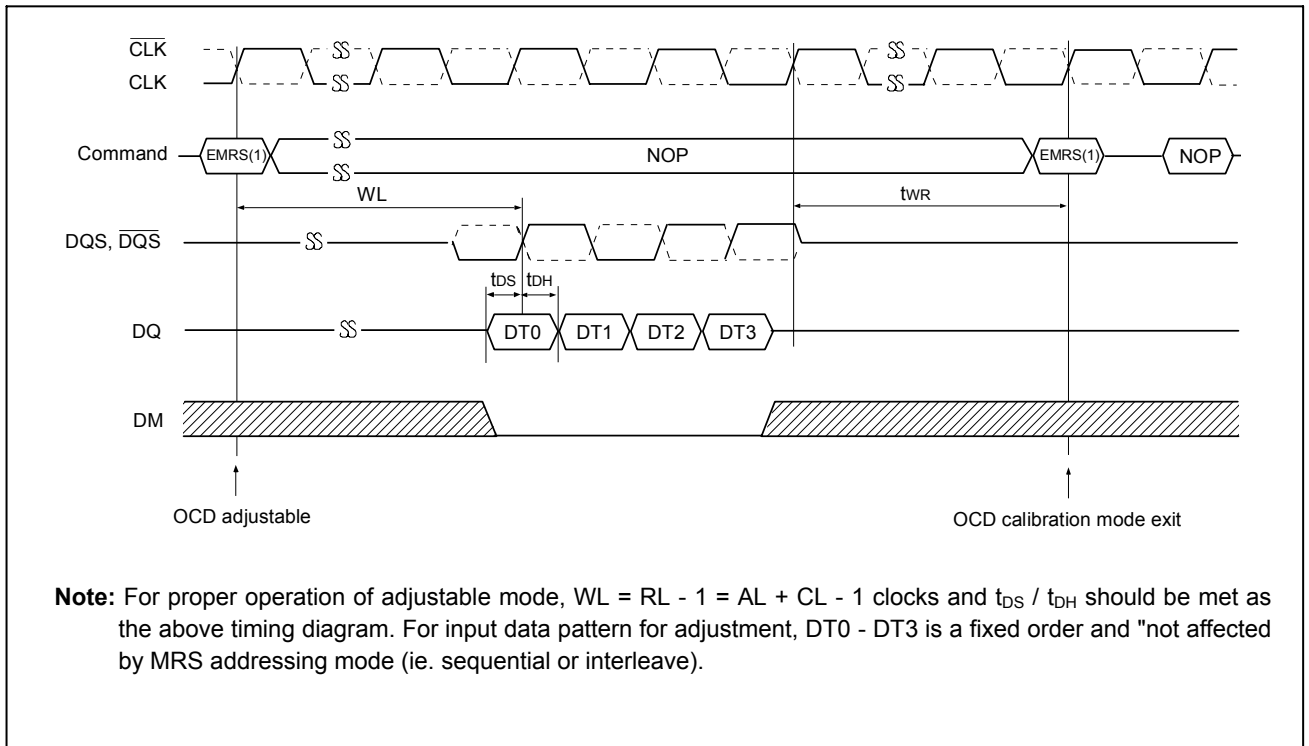 CLK
CLK
Command
EMRS(1)
NOP
EMRS(1)
NOP
WL
tWR
DQS, DQS
tDS
tDH
DQ
DT0
DT1
DT2
DT3
DM
OCD adjustable
OCD calibration mode exit
Note: For proper operation of adjustable mode, WL = RL - 1 = AL + CL - 1 clocks and tDS / tDH should be met as
the above timing diagram. For input data pattern for adjustment, DT0 - DT3 is a fixed order and "not affected
by MRS addressing mode (ie. sequential or interleave).